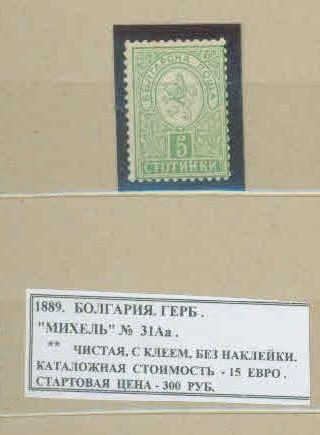 БЪЛГАРСКА ПОЩА
5
СТОТИНКИ
1889. БОЛГАРИЯ. ГЕРБ .
"МИХЕЛЬ" № 31Аа .
** ЧИСТАЯ, С КЛЕЕМ, БЕЗ НАКЛЕЙКИ.
КАТАЛОЖНАЯ СТОИМОСТЬ - 15 ЕВРО .
СТАРТОВАЯ ЦЕНА - 300 РУБ.